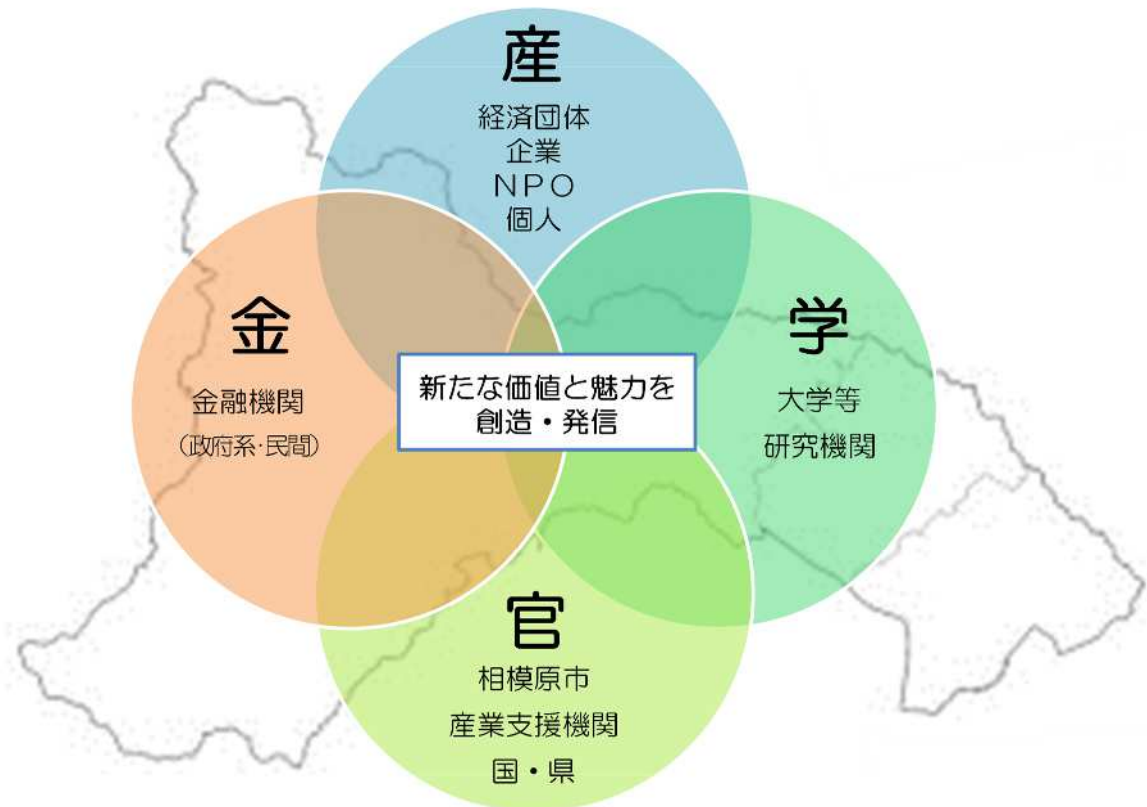 産
経済団体
企業
NPO
個人
金
金融機関
(政府系・民間)
新たな価値と魅力を
創造・発信
学
大学等
研究機関
官
相模原市
産業支援機関
国・県